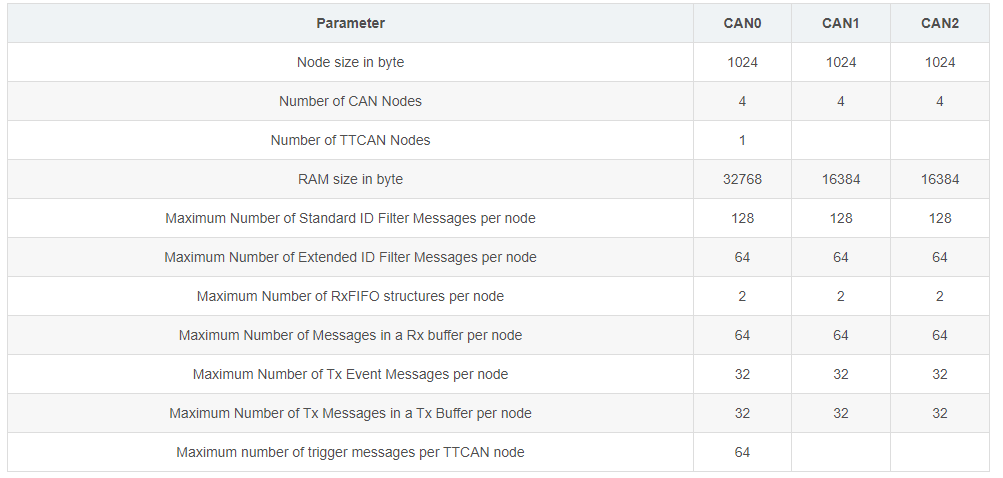 Parameter CAN0 CAN1 CAN2
Node size in byte 1024 1024 1024
Number of CAN Nodes 4 4 4
Number of TTCAN Nodes 1
RAM size in byte 32768 16384 16384
Maximum Number of Standard ID Filter Messages per node 128 128 128
Maximum Number of Extended ID Filter Messages per node 64 64 64
Maximum Number of RxFIFO structures per node 2 2 2
Maximum Number of Messages in a Rx buffer per node 64 64 64
Maximum Number of Tx Event Messages per node 32 32 32
Maximum Number of Tx Messages in a Tx Buffer per node 32 32 32
Maximum number of trigger messages per TTCAN node 64